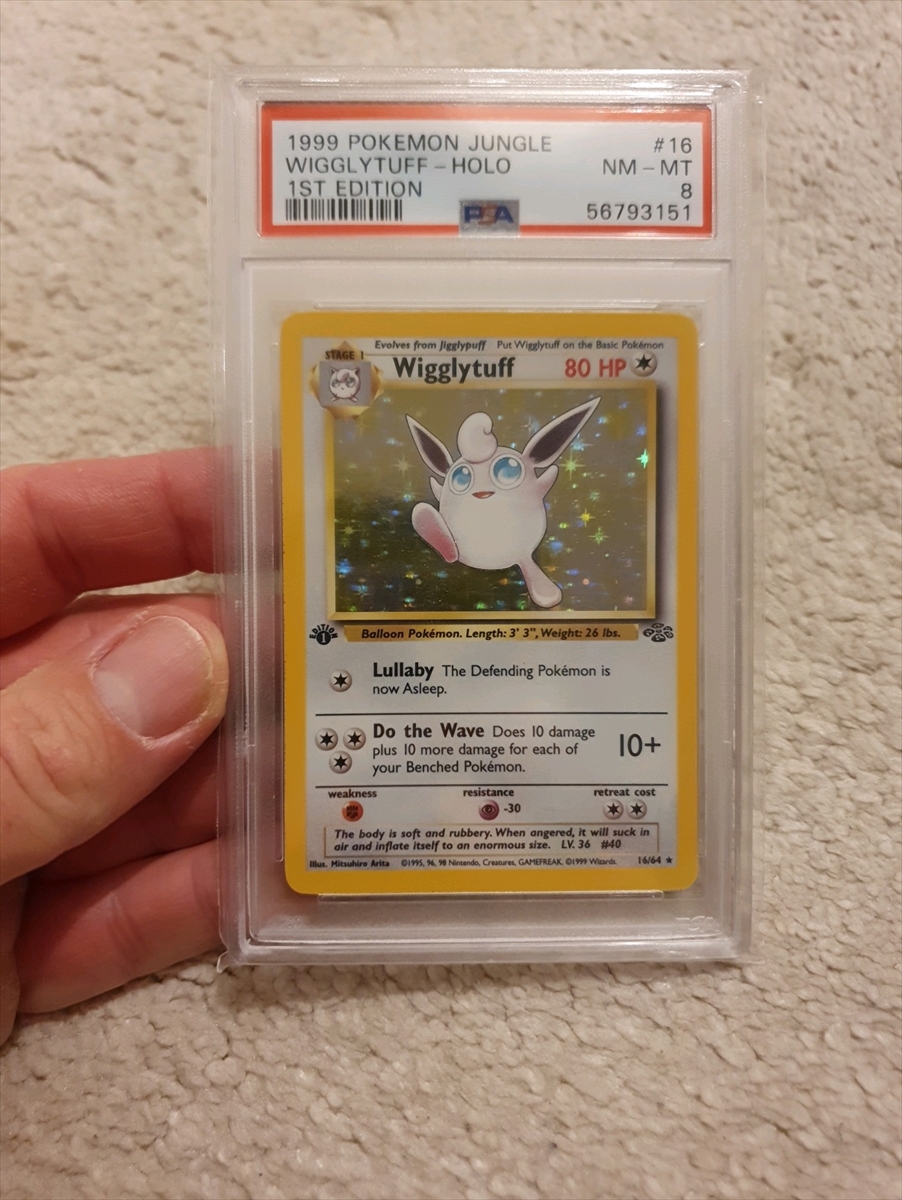 1999 POKEMON JUNGLE #16
WIGGLYTUFF - HOLO NM - MT
1ST EDITION 8
PSA 56793151
Evolves from Jigglypuff Put Wigglytuff on the Basic Pokémon
STAGE 1
Wigglytuff 80 HP
EDITION 1
Balloon Pokémon. Length: 3' 3", Weight: 26 lbs.
Lullaby The Defending Pokémon is
now Asleep.
Do the Wave Does 10 damage
plus 10 more damage for each of
your Benched Pokémon.
10+
weakness resistance retreat cost
-30
The body is soft and rubbery. When angered, it will suck in
air and inflate itself to an enormous size. LV. 36 #40
Illus. Mitsuhiro Arita ©1995, 96, 98 Nintendo, Creatures, GAMEFREAK. ©1999 Wizards. 16/64